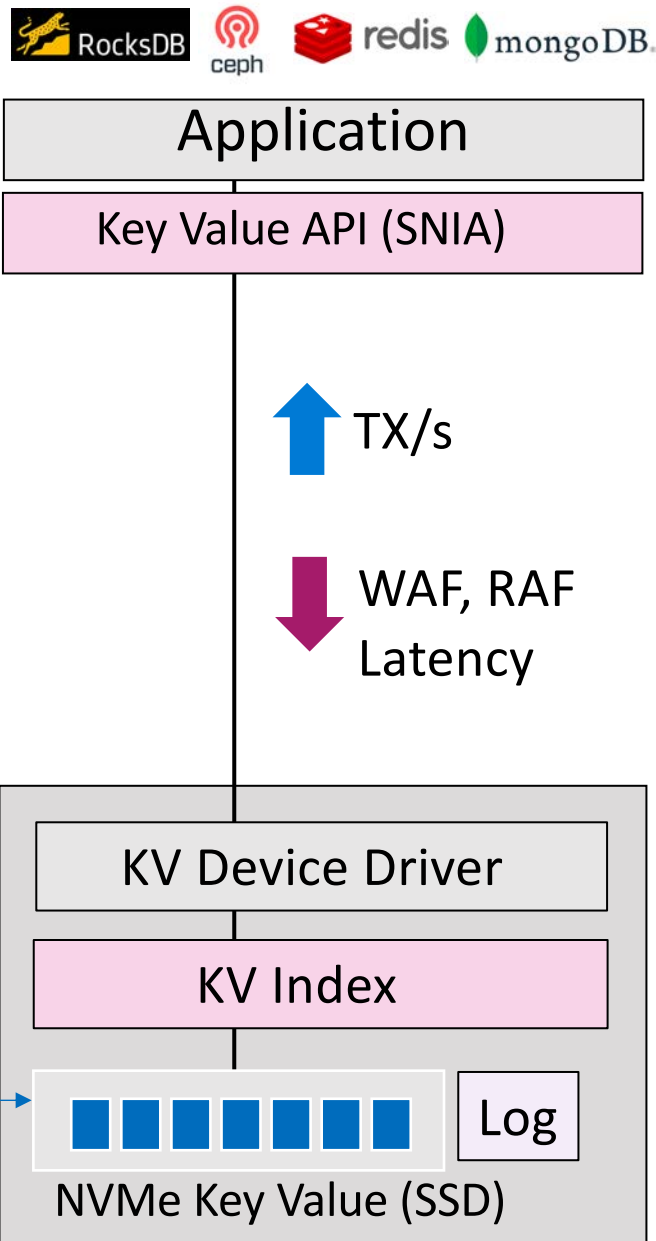 RocksDB
ceph
redis
mongoDB.
Application
Key Value API (SNIA)
TX/s
WAF, RAF
Latency
KV Device Driver
KV Index
Log
NVMe Key Value (SSD)